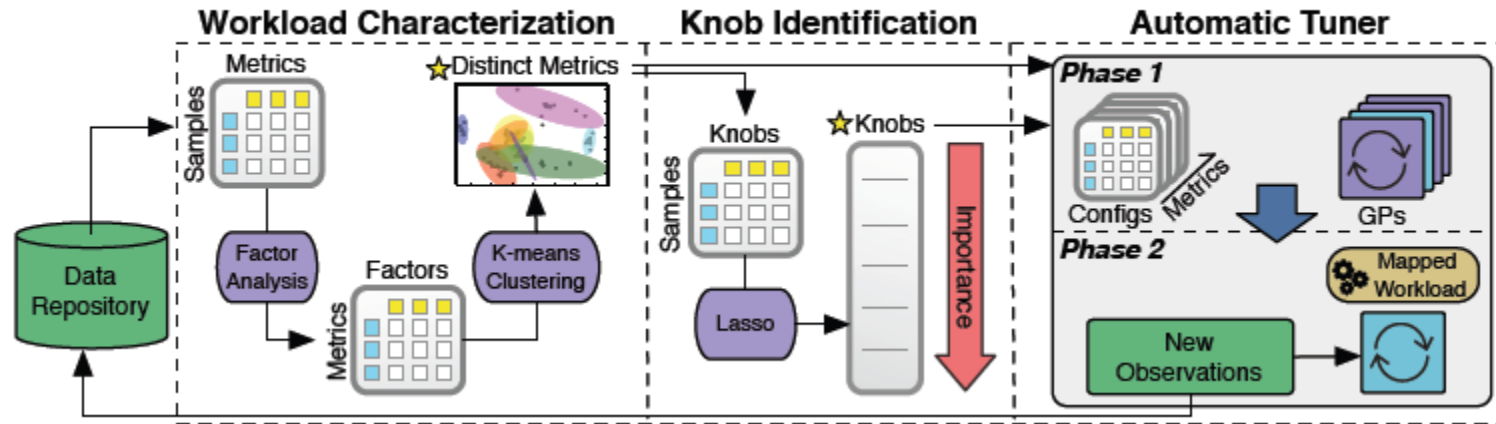 Workload Characterization
Knob Identification
Automatic Tuner
Data
Repository
Metrics
Samples
Factor
Analysis
Factors
Metrics
K-means
Clustering
Distinct Metrics
Knobs
Samples
Lasso
Knobs
Importance
Phase 1
Configs
Metrics
GPs
Phase 2
Mapped
Workload
New
Observations